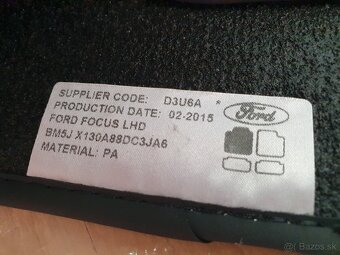 SUPPLIER CODE: D3U6A *
PRODUCTION DATE: 02-2015
FORD FOCUS LHD
BM5J X130A88DC3JA6
MATERIAL: PA
Ford
Bazos.sk